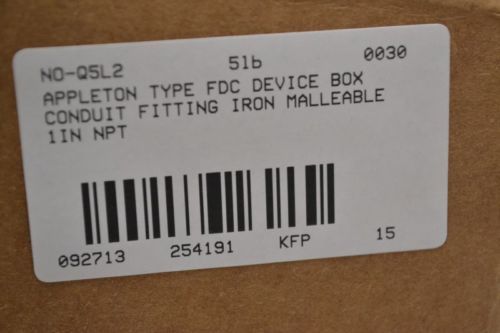 NO-Q5L2 51b 0030
APPLETON TYPE FDC DEVICE BOX
CONDUIT FITTING IRON MALLEABLE
1IN NPT
092713 254191 KFP 15